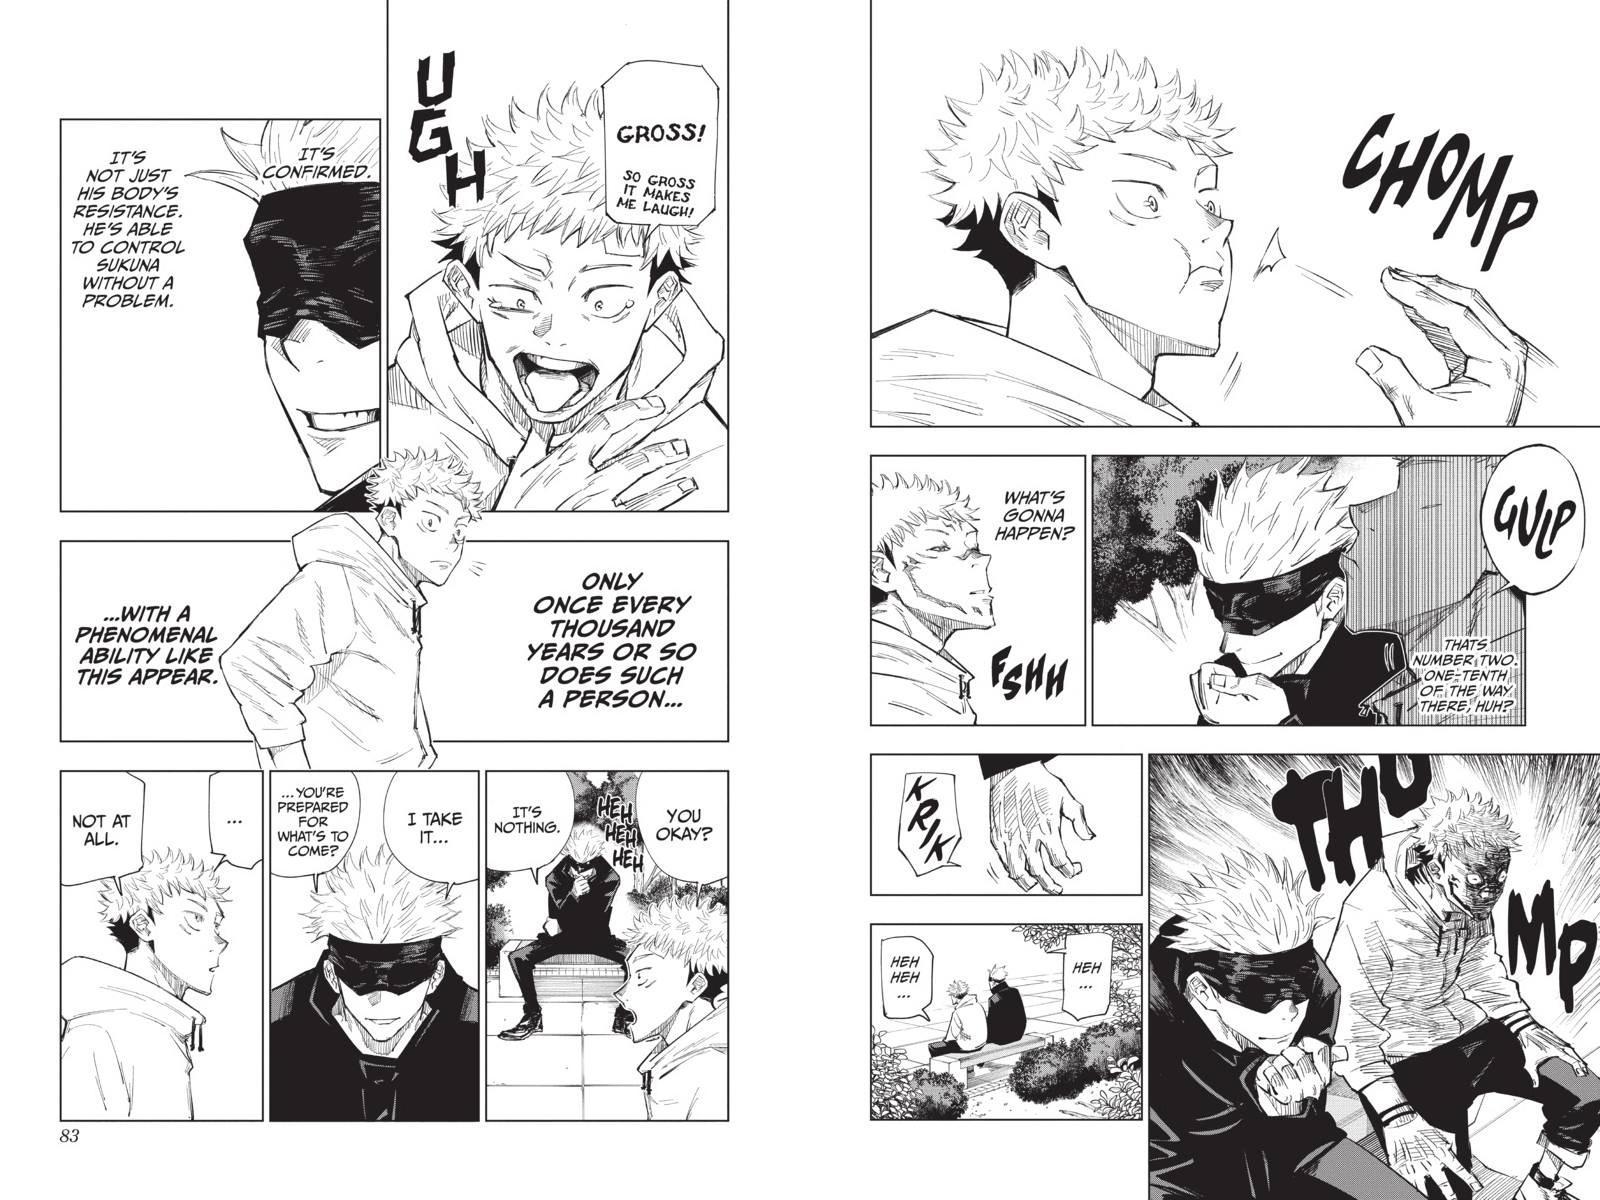 CHOMP
GULP
THATS
NUMBER TWO.
ONE-TENTH
OF THE WAY
THERE, HUH?
WHAT'S
GONNA
HAPPEN?
FSHH
THU
MP
KRIK
HEH
...
HEH
HEH
...
GROSS!
SO GROSS
IT MAKES
ME LAUGH!
UGH
IT'S
CONFIRMED.
IT'S
NOT JUST
HIS BODY'S
RESISTANCE.
HE'S ABLE
TO CONTROL
SUKUNA
WITHOUT A
PROBLEM.
ONLY
ONCE EVERY
THOUSAND
YEARS OR SO
DOES SUCH
A PERSON...
...WITH A
PHENOMENAL
ABILITY LIKE
THIS APPEAR.
YOU
OKAY?
HEH
HEH
HEH
IT'S
NOTHING.
I TAKE
IT...
...YOU'RE
PREPARED
FOR
WHAT'S TO
COME?
...
NOT AT
ALL.
83